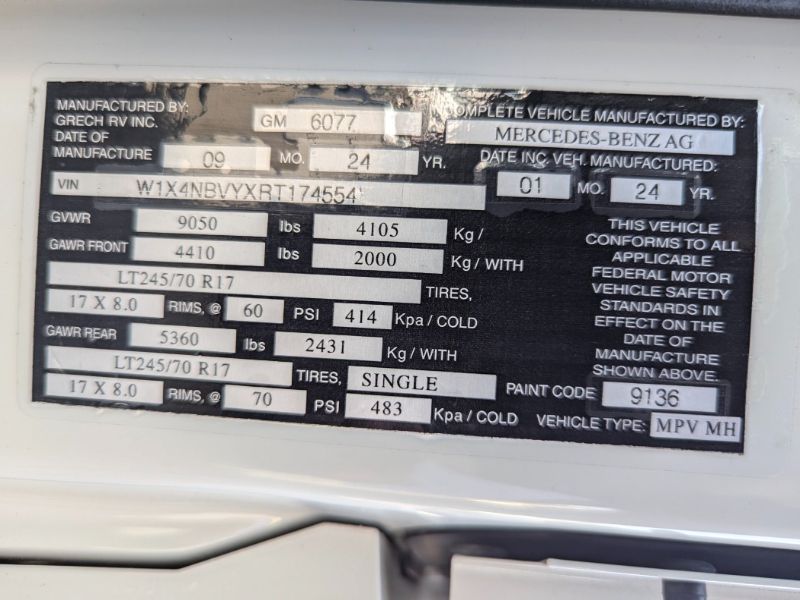 MANUFACTURED BY:
GRECH RV INC.
GM 6077
DATE OF
MANUFACTURE 09 MO. 24 YR.
COMPLETE VEHICLE MANUFACTURED BY:
MERCEDES-BENZ AG
DATE INC. VEH. MANUFACTURED:
01 MO. 24 YR.
VIN W1X4NBVYXRT174554
GVWR 9050 lbs 4105 Kg /
GAWR FRONT 4410 lbs 2000 Kg / WITH
LT245/70 R17 TIRES,
17 X 8.0 RIMS, @ 60 PSI 414 Kpa / COLD
GAWR REAR 5360 lbs 2431 Kg / WITH
LT245/70 R17 TIRES, SINGLE
17 X 8.0 RIMS, @ 70 PSI 483 Kpa / COLD
THIS VEHICLE
CONFORMS TO ALL
APPLICABLE
FEDERAL MOTOR
VEHICLE SAFETY
STANDARDS IN
EFFECT ON THE
DATE OF
MANUFACTURE
SHOWN ABOVE.
PAINT CODE 9136
VEHICLE TYPE: MPV MH